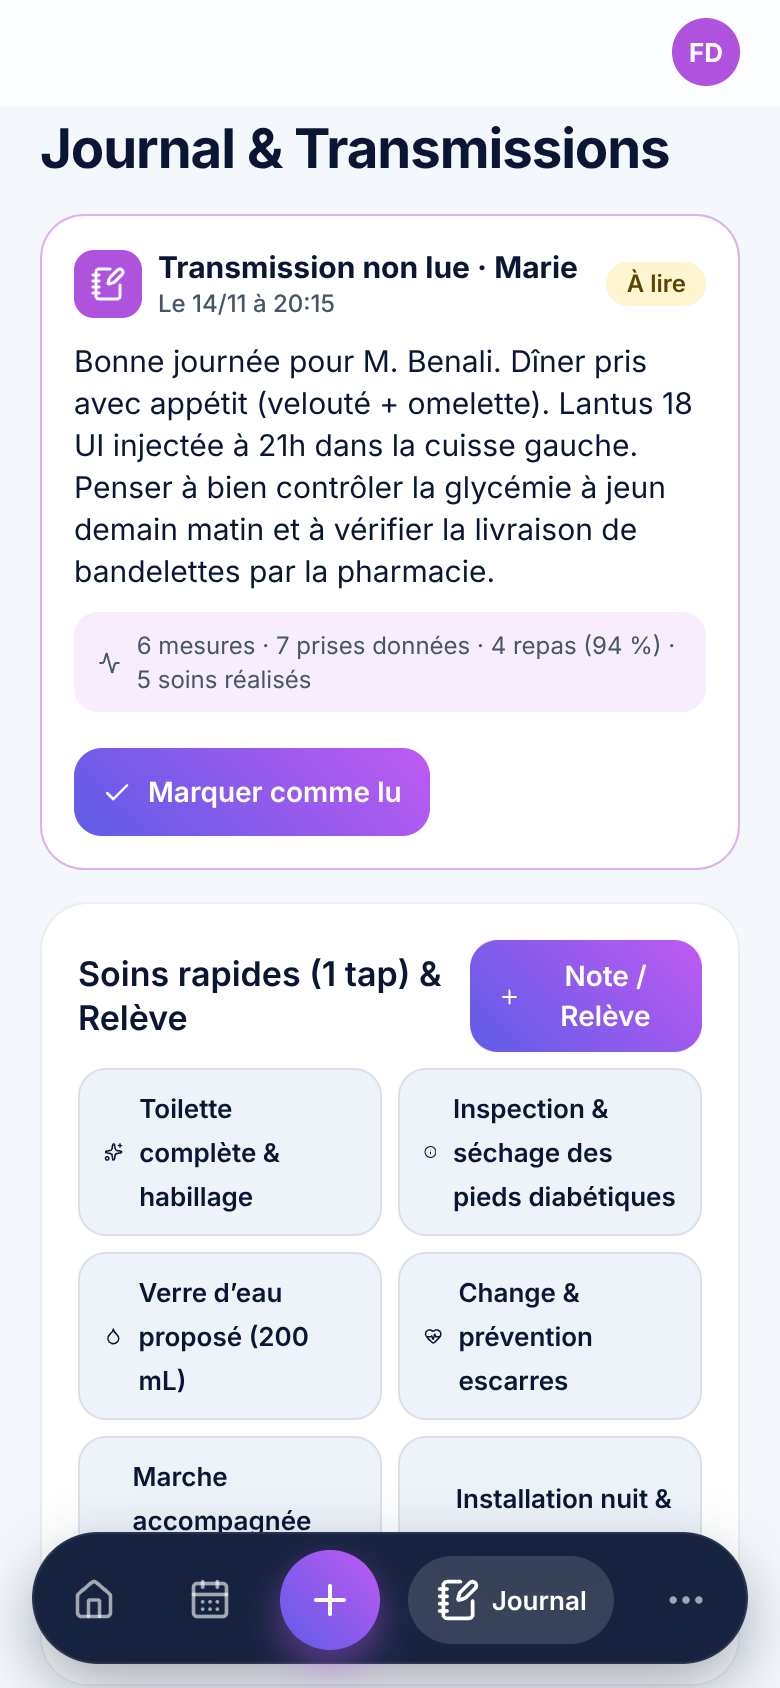 FD
Journal & Transmissions
Transmission non lue · Marie
Le 14/11 à 20:15
À lire
Bonne journée pour M. Benali. Dîner pris
avec appétit (velouté + omelette). Lantus 18
UI injectée à 21h dans la cuisse gauche.
Penser à bien contrôler la glycémie à jeun
demain matin et à vérifier la livraison de
bandelettes par la pharmacie.
6 mesures · 7 prises données · 4 repas (94 %) ·
5 soins réalisés
Marquer comme lu
Soins rapides (1 tap) &
Relève
Note /
Relève
Toilette
complète &
habillage
Inspection &
séchage des
pieds diabétiques
Verre d’eau
proposé (200
mL)
Change &
prévention
escarres
Marche
accompagnée
Installation nuit &
Journal